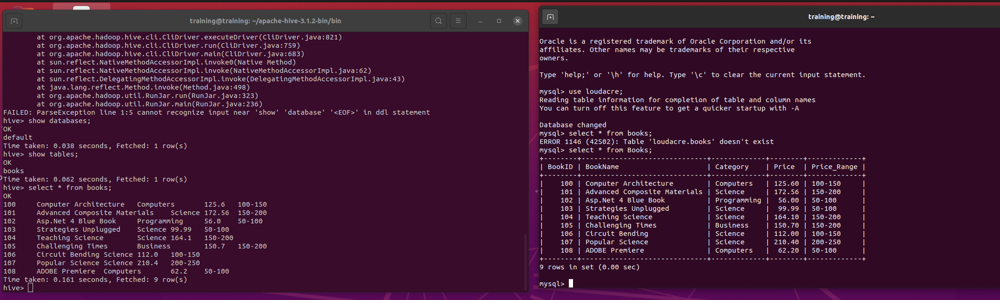 training@training: ~/apache-hive-3.1.2-bin/bin
at org.apache.hadoop.hive.cli.CliDriver.executeDriver(CliDriver.java:821)
at org.apache.hadoop.hive.cli.CliDriver.run(CliDriver.java:759)
at org.apache.hadoop.hive.cli.CliDriver.main(CliDriver.java:683)
at sun.reflect.NativeMethodAccessorImpl.invoke0(Native Method)
at sun.reflect.NativeMethodAccessorImpl.invoke(NativeMethodAccessorImpl.java:62)
at sun.reflect.DelegatingMethodAccessorImpl.invoke(DelegatingMethodAccessorImpl.java:43)
at java.lang.reflect.Method.invoke(Method.java:498)
at org.apache.hadoop.util.RunJar.run(RunJar.java:323)
at org.apache.hadoop.util.RunJar.main(RunJar.java:236)
FAILED: ParseException line 1:5 cannot recognize input near 'show' 'database' '<EOF>' in ddl statement
hive> show databases;
OK
default
Time taken: 0.038 seconds, Fetched: 1 row(s)
hive> show tables;
OK
books
Time taken: 0.062 seconds, Fetched: 1 row(s)
hive> select * from books;
OK
100     Computer Architecture   Computers       125.6   100-150
101     Advanced Composite Materials    Science 172.56  150-200
102     Asp.Net 4 Blue Book     Programming     56.0    50-100
103     Strategies Unplugged    Science 99.99   50-100
104     Teaching Science        Science 164.1   150-200
105     Challenging Times       Business        150.7   150-200
106     Circuit Bending Science 112.0   100-150
107     Popular Science Science 210.4   200-250
108     ADOBE Premiere  Computers       62.2    50-100
Time taken: 0.161 seconds, Fetched: 9 row(s)
hive>
training@training: ~
Oracle is a registered trademark of Oracle Corporation and/or its
affiliates. Other names may be trademarks of their respective
owners.
Type 'help;' or '\h' for help. Type '\c' to clear the current input statement.
mysql> use loudacre;
Reading table information for completion of table and column names
You can turn off this feature to get a quicker startup with -A
Database changed
mysql> select * from books;
ERROR 1146 (42S02): Table 'loudacre.books' doesn't exist
mysql> select * from Books;
+--------+------------------------------+-------------+--------+-------------+
| BookID | BookName                     | Category    | Price  | Price_Range |
+--------+------------------------------+-------------+--------+-------------+
|    100 | Computer Architecture        | Computers   | 125.60 | 100-150     |
|    101 | Advanced Composite Materials | Science     | 172.56 | 150-200     |
|    102 | Asp.Net 4 Blue Book          | Programming |  56.00 | 50-100      |
|    103 | Strategies Unplugged         | Science     |  99.99 | 50-100      |
|    104 | Teaching Science             | Science     | 164.10 | 150-200     |
|    105 | Challenging Times            | Business    | 150.70 | 150-200     |
|    106 | Circuit Bending              | Science     | 112.00 | 100-150     |
|    107 | Popular Science              | Science     | 210.40 | 200-250     |
|    108 | ADOBE Premiere               | Computers   |  62.20 | 50-100      |
+--------+------------------------------+-------------+--------+-------------+
9 rows in set (0.00 sec)
mysql>